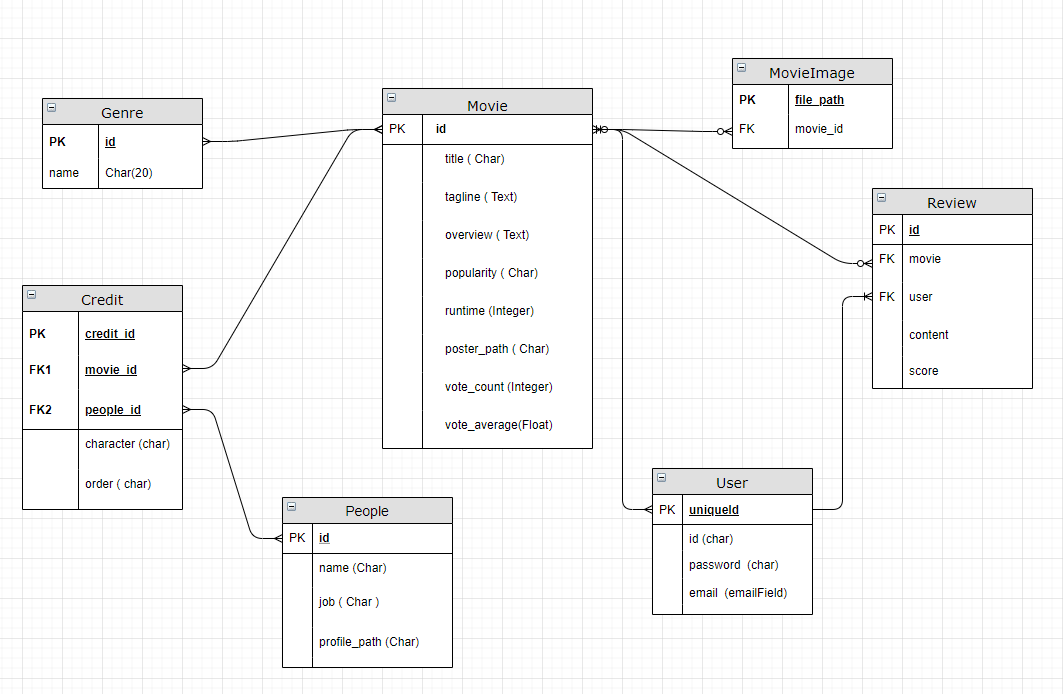 Genre
PK id
name Char(20)
Movie
PK id
title ( Char)
tagline ( Text)
overview ( Text)
popularity ( Char)
runtime (Integer)
poster_path ( Char)
vote_count (Integer)
vote_average(Float)
MovieImage
PK file_path
FK movie_id
Review
PK id
FK movie
FK user
content
score
Credit
PK credit_id
FK1 movie_id
FK2 people_id
character (char)
order ( char)
People
PK id
name (Char)
job ( Char )
profile_path (Char)
User
PK uniqueId
id (char)
password (char)
email (emailField)